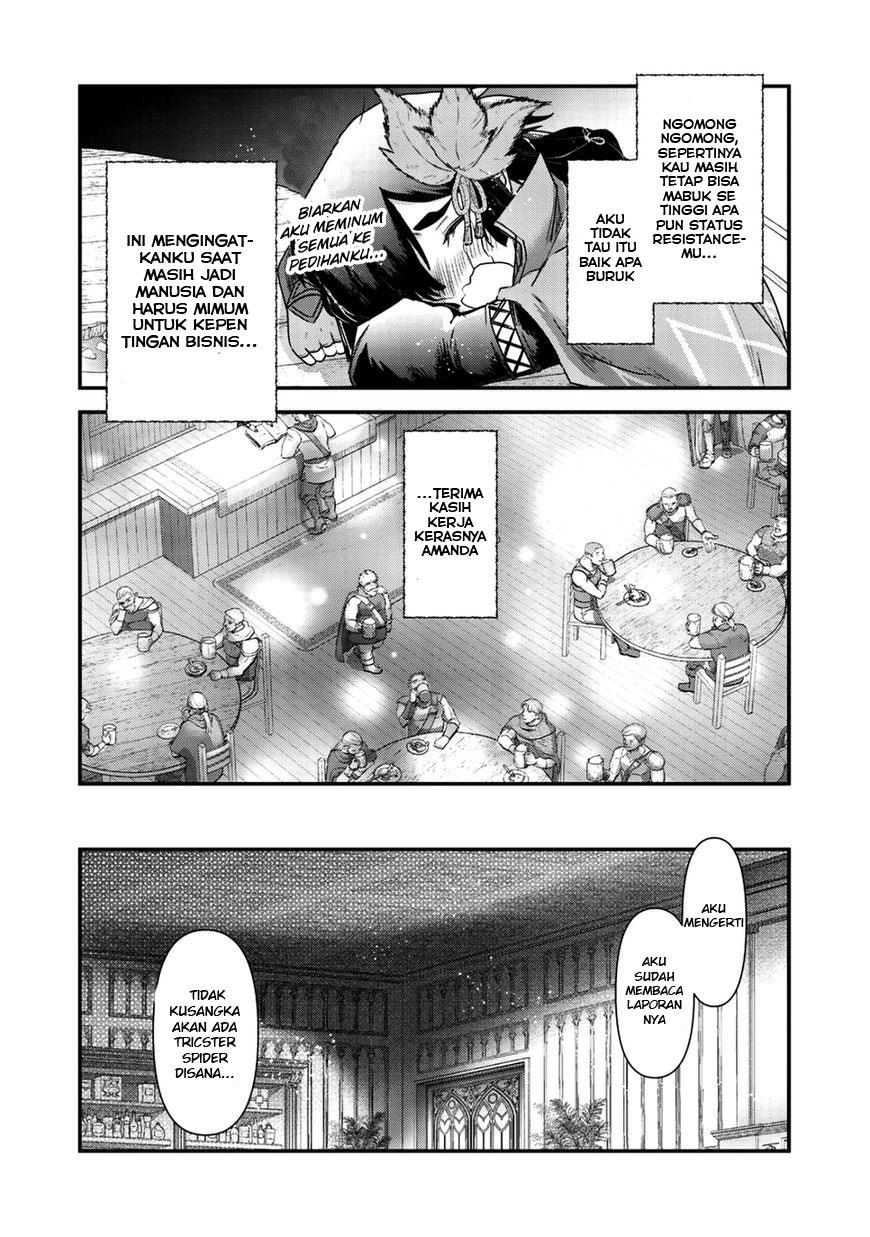 NGOMONG
NGOMONG,
SEPERTINYA
KAU MASIH
TETAP BISA
MABUK SE
TINGGI APA
PUN STATUS
RESISTANCE-
MU...
AKU
TIDAK
TAU ITU
BAIK APA
BURUK
BIARKAN
AKU MEMINUM
SEMUA KE
PEDIHANKU...
INI MENGINGAT-
KANKU SAAT
MASIH JADI
MANUSIA DAN
HARUS MIMUM
UNTUK KEPEN
TINGAN BISNIS...
...TERIMA
KASIH
KERJA
KERASNYA
AMANDA
AKU
MENGERTI
AKU
SUDAH
MEMBACA
LAPORAN
NYA
TIDAK
KUSANGKA
AKAN ADA
TRICSTER
SPIDER
DISANA...